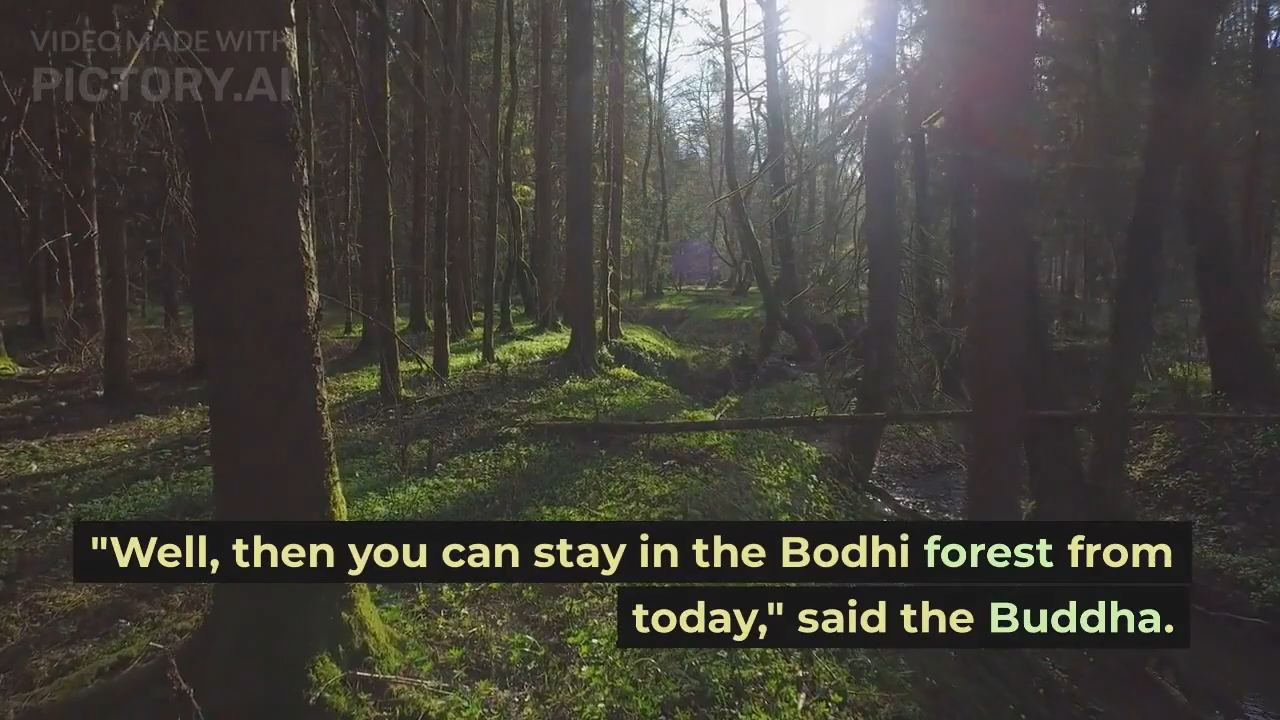 VIDEO MADE WITH
PICTORY.AI
"Well, then you can stay in the Bodhi forest from
today," said the Buddha.